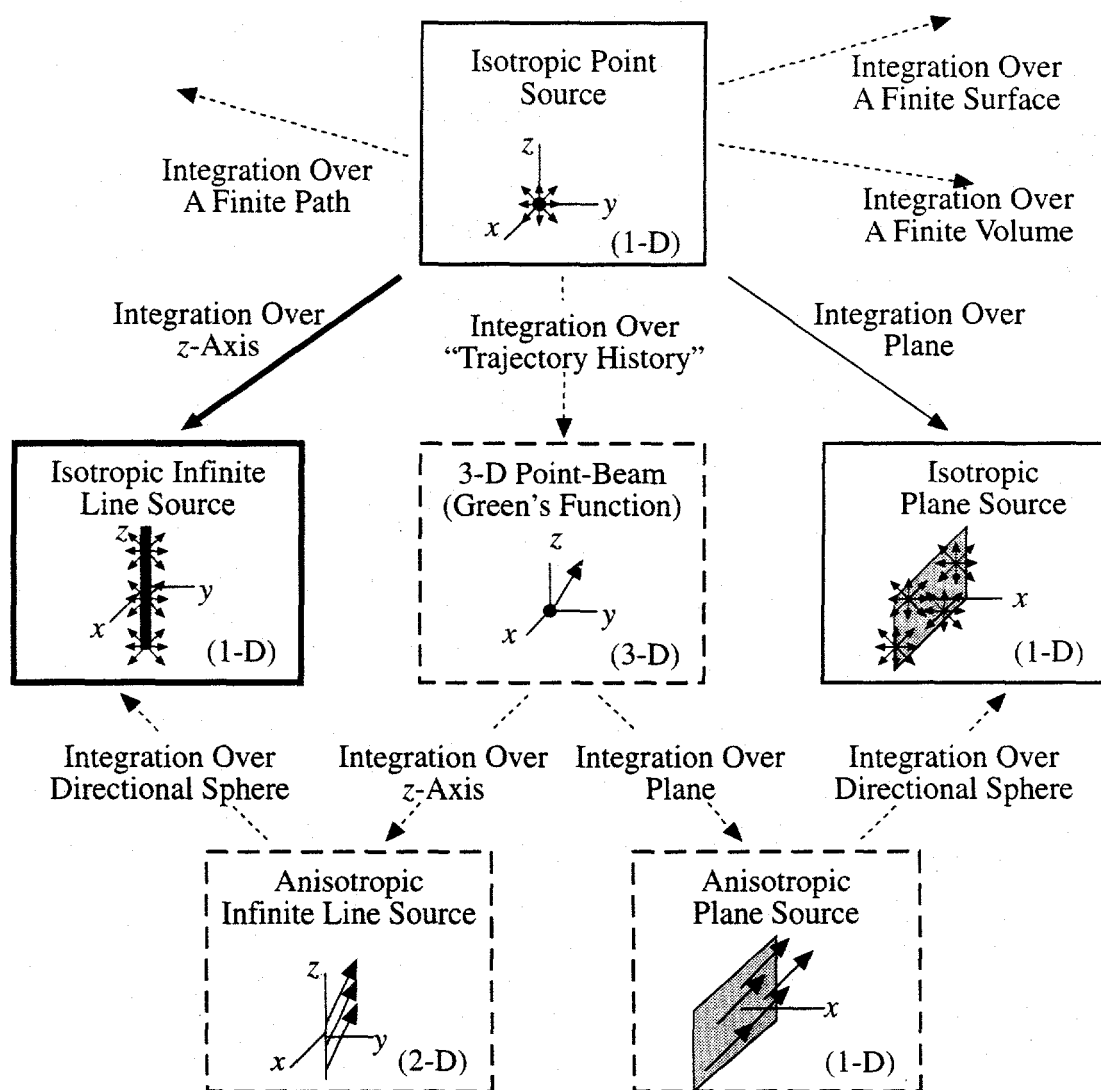 Isotropic Point
Source
z
y
x
(1-D)
Integration Over
A Finite Surface
Integration Over
A Finite Path
Integration Over
A Finite Volume
Integration Over
z-Axis
Integration Over
“Trajectory History”
Integration Over
Plane
Isotropic Infinite
Line Source
z
y
x
(1-D)
3-D Point-Beam
(Green's Function)
z
y
x
(3-D)
Isotropic
Plane Source
x
(1-D)
Integration Over
Directional Sphere
Integration Over
z-Axis
Integration Over
Plane
Integration Over
Directional Sphere
Anisotropic
Infinite Line Source
z
y
x
(2-D)
Anisotropic
Plane Source
x
(1-D)